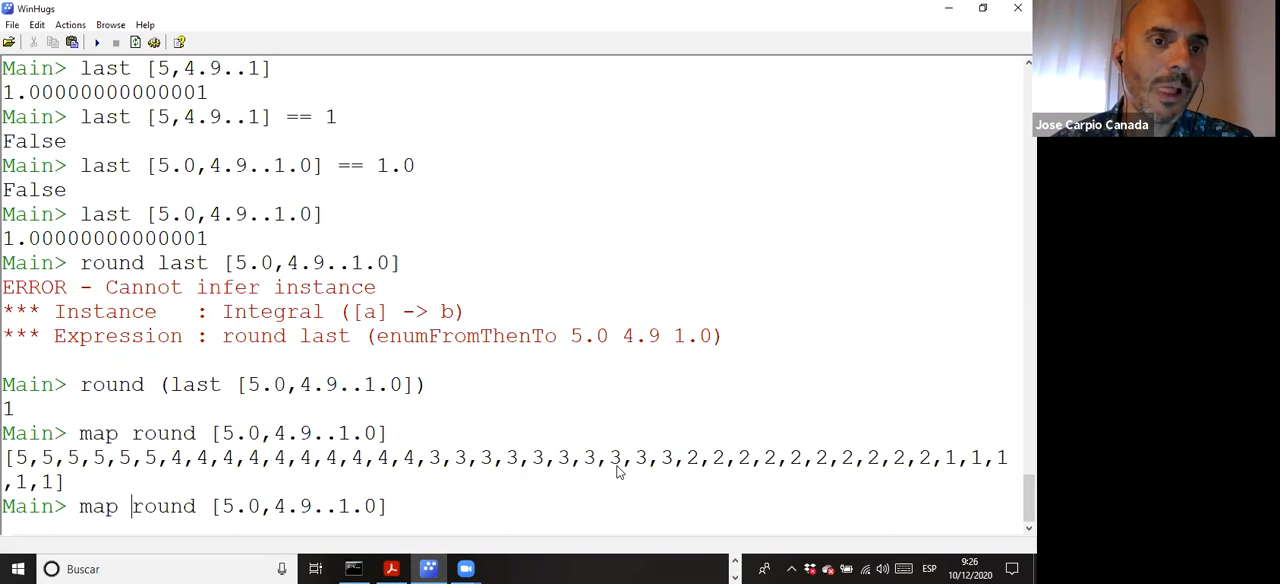 WinHugs
File Edit Actions Browse Help
Main> last [5,4.9..1]
1.00000000000001
Main> last [5,4.9..1] == 1
False
Main> last [5.0,4.9..1.0] == 1.0
False
Main> last [5.0,4.9..1.0]
1.00000000000001
Main> round last [5.0,4.9..1.0]
ERROR - Cannot infer instance
*** Instance   : Integral ([a] -> b)
*** Expression : round last (enumFromThenTo 5.0 4.9 1.0)
Main> round (last [5.0,4.9..1.0])
1
Main> map round [5.0,4.9..1.0]
[5,5,5,5,5,5,4,4,4,4,4,4,4,4,4,4,3,3,3,3,3,3,3,3,3,3,2,2,2,2,2,2,2,2,2,2,1,1,1
,1,1]
Main> map round [5.0,4.9..1.0]
Jose Carpio Canada
Buscar
ESP
9:26
10/12/2020